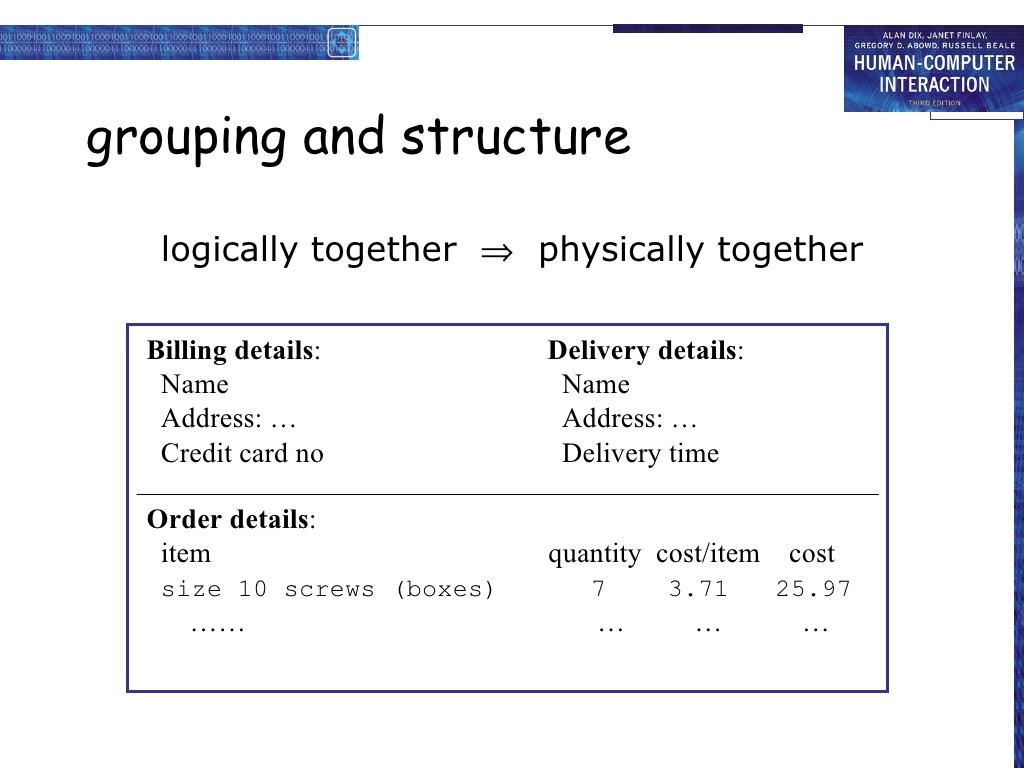 ALAN DIX, JANET FINLAY,
GREGORY D. ABOWD, RUSSELL BEALE
HUMAN-COMPUTER
INTERACTION
THIRD EDITION
grouping and structure
logically together ⇒ physically together
Billing details:
Name
Address: …
Credit card no
Delivery details:
Name
Address: …
Delivery time
Order details:
item quantity cost/item cost
size 10 screws (boxes) 7 3.71 25.97
…… … … …